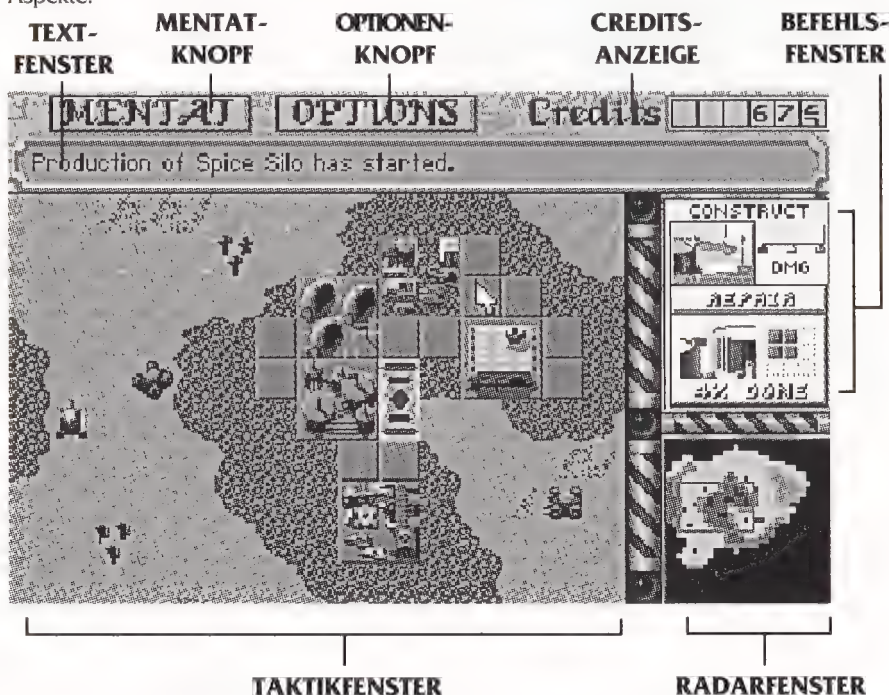 Aspekte:
TEXT-
FENSTER
MENTAT-
KNOPF
OPTIONEN-
KNOPF
CREDITS-
ANZEIGE
BEFEHLS-
FENSTER
MENTAT
OPTIONS
Credits
675
Production of Spice Silo has started.
CONSTRUCT
DMG
REPAIR
4% DONE
TAKTIKFENSTER
RADARFENSTER